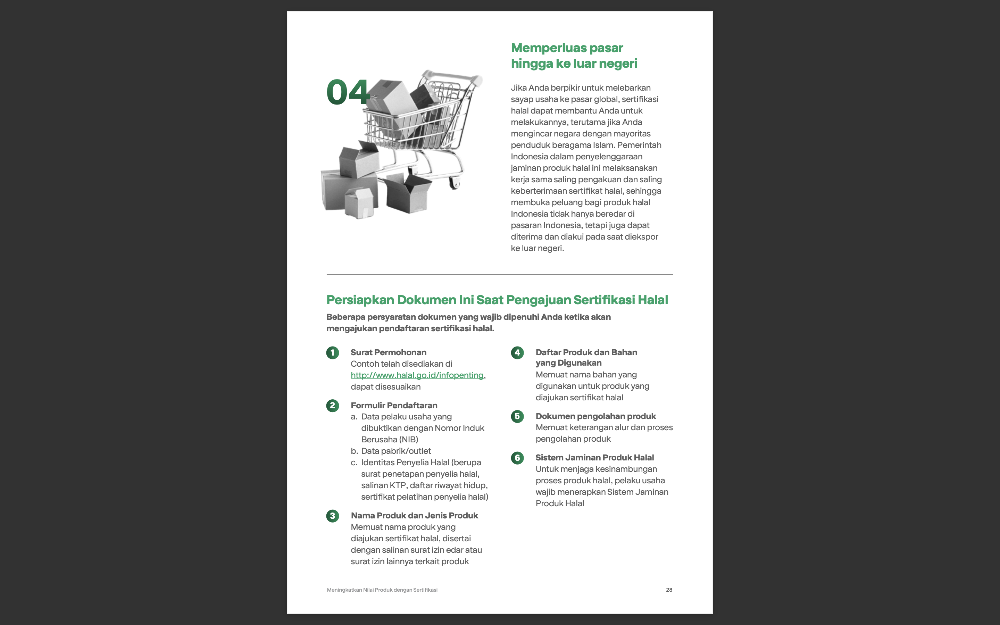 04
Memperluas pasar
hingga ke luar negeri
Jika Anda berpikir untuk melebarkan
sayap usaha ke pasar global, sertifikasi
halal dapat membantu Anda untuk
melakukannya, terutama jika Anda
mengincar negara dengan mayoritas
penduduk beragama Islam. Pemerintah
Indonesia dalam penyelenggaraan
jaminan produk halal ini melaksanakan
kerja sama saling pengakuan dan saling
keberterimaan sertifikat halal, sehingga
membuka peluang bagi produk halal
Indonesia tidak hanya beredar di
pasaran Indonesia, tetapi juga dapat
diterima dan diakui pada saat diekspor
ke luar negeri.
Persiapkan Dokumen Ini Saat Pengajuan Sertifikasi Halal
Beberapa persyaratan dokumen yang wajib dipenuhi Anda ketika akan
mengajukan pendaftaran sertifikasi halal.
1 Surat Permohonan
Contoh telah disediakan di
http://www.halal.go.id/infopenting,
dapat disesuaikan
2 Formulir Pendaftaran
a. Data pelaku usaha yang
dibuktikan dengan Nomor Induk
Berusaha (NIB)
b. Data pabrik/outlet
c. Identitas Penyelia Halal (berupa
surat penetapan penyelia halal,
salinan KTP, daftar riwayat hidup,
sertifikat pelatihan penyelia halal)
3 Nama Produk dan Jenis Produk
Memuat nama produk yang
diajukan sertifikat halal, disertai
dengan salinan surat izin edar atau
surat izin lainnya terkait produk
4 Daftar Produk dan Bahan
yang Digunakan
Memuat nama bahan yang
digunakan untuk produk yang
diajukan sertifikat halal
5 Dokumen pengolahan produk
Memuat keterangan alur dan proses
pengolahan produk
6 Sistem Jaminan Produk Halal
Untuk menjaga kesinambungan
proses produk halal, pelaku usaha
wajib menerapkan Sistem Jaminan
Produk Halal
Meningkatkan Nilai Produk dengan Sertifikasi
28